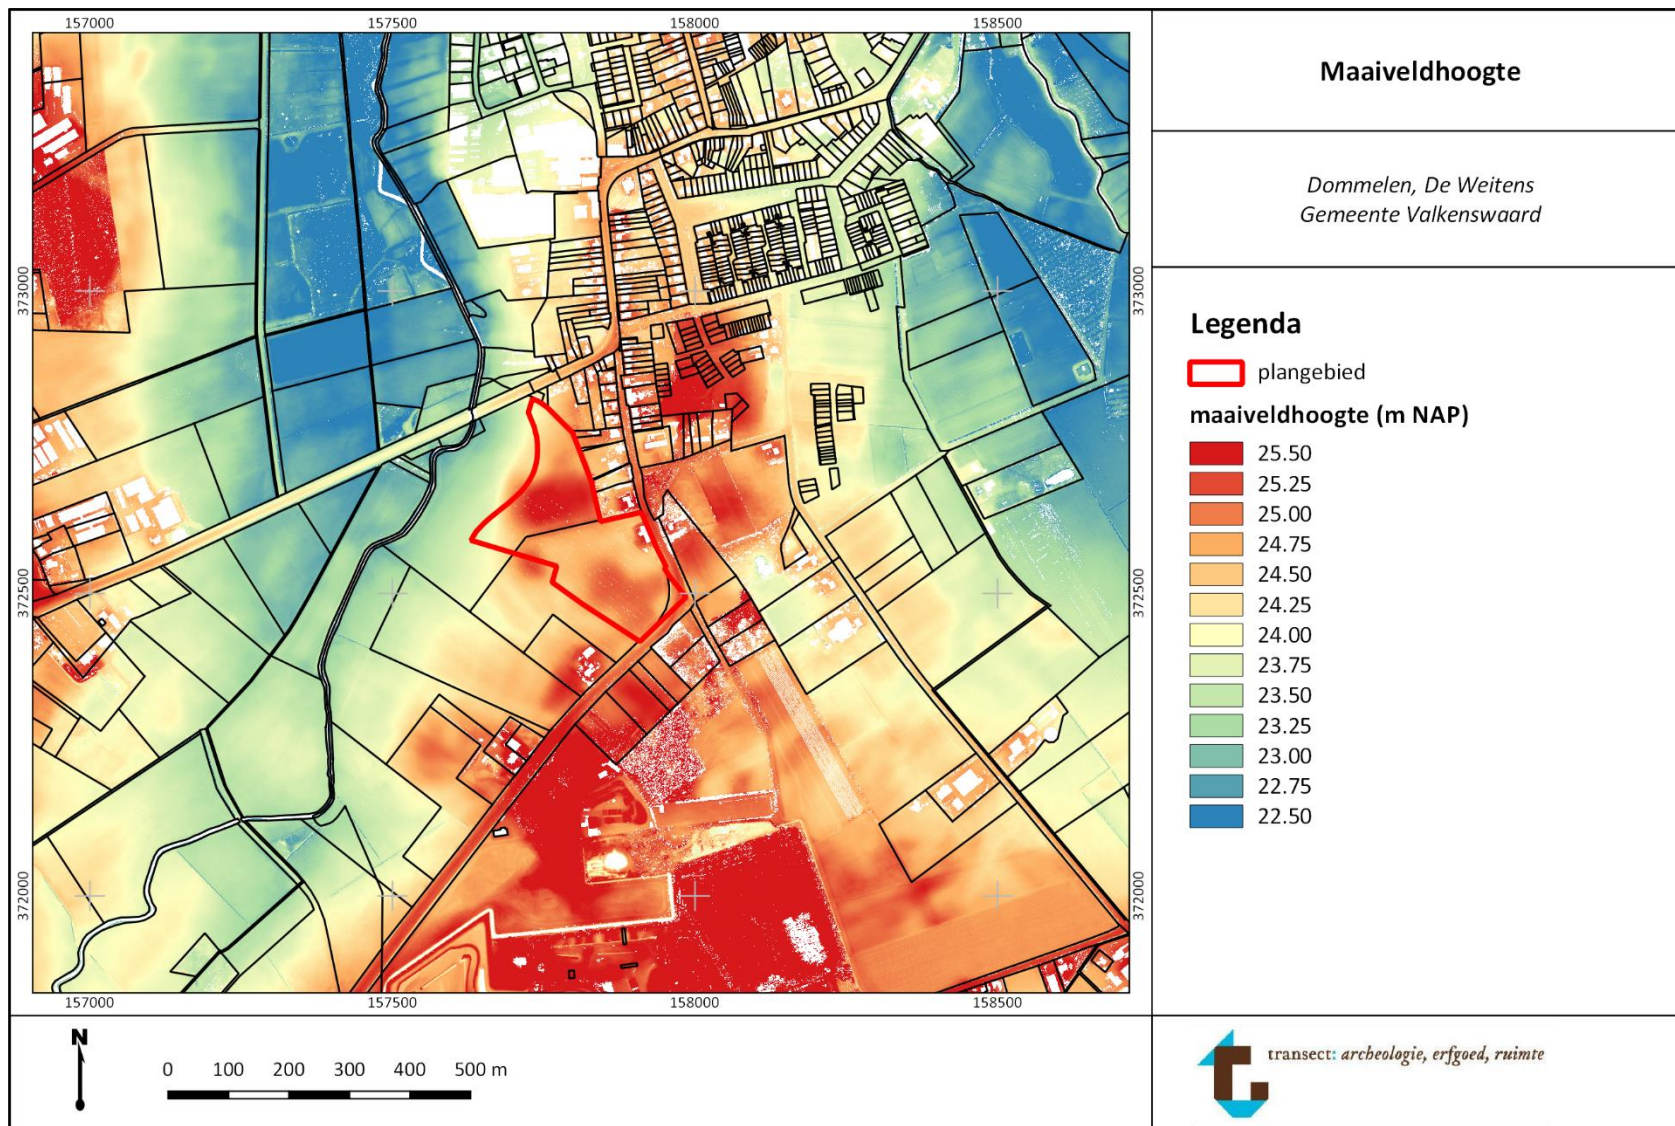 157000 157500 158000 158500
373000 373000
372500 372500
372000 372000
157000 157500 158000 158500
N
0 100 200 300 400 500 m
Maaiveldhoogte
Dommelen, De Weitens
Gemeente Valkenswaard
Legenda
plangebied
maaiveldhoogte (m NAP)
25.50
25.25
25.00
24.75
24.50
24.25
24.00
23.75
23.50
23.25
23.00
22.75
22.50
transect: archeologie, erfgoed, ruimte